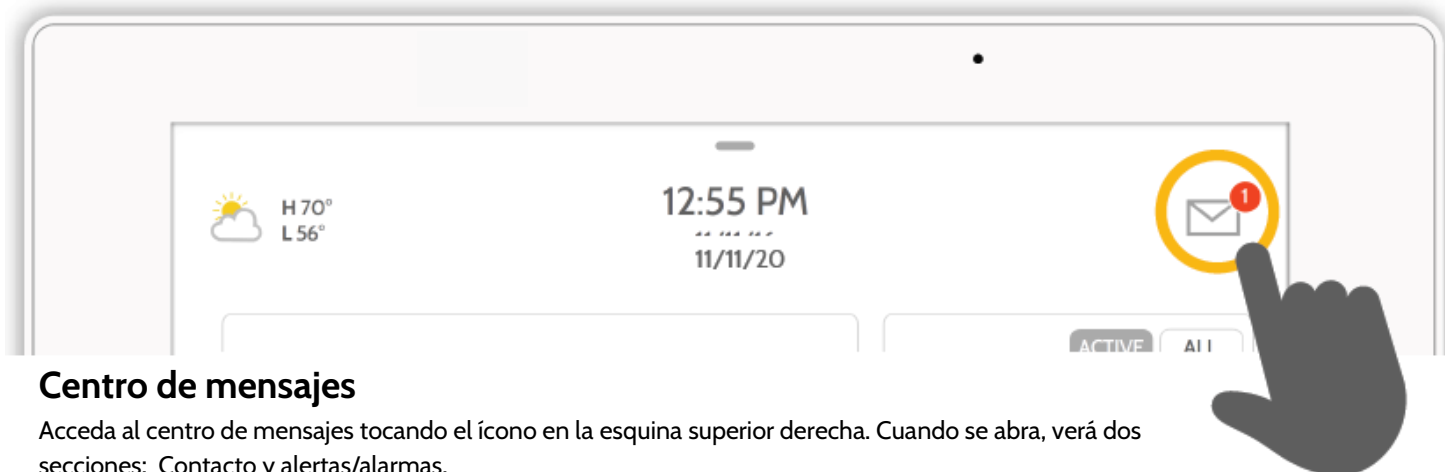 H 70°
L 56°
12:55 PM
11/11/20
1
ACTIVE
ALL
Centro de mensajes
Acceda al centro de mensajes tocando el ícono en la esquina superior derecha. Cuando se abra, verá dos
secciones: Contacto y alertas/alarmas.